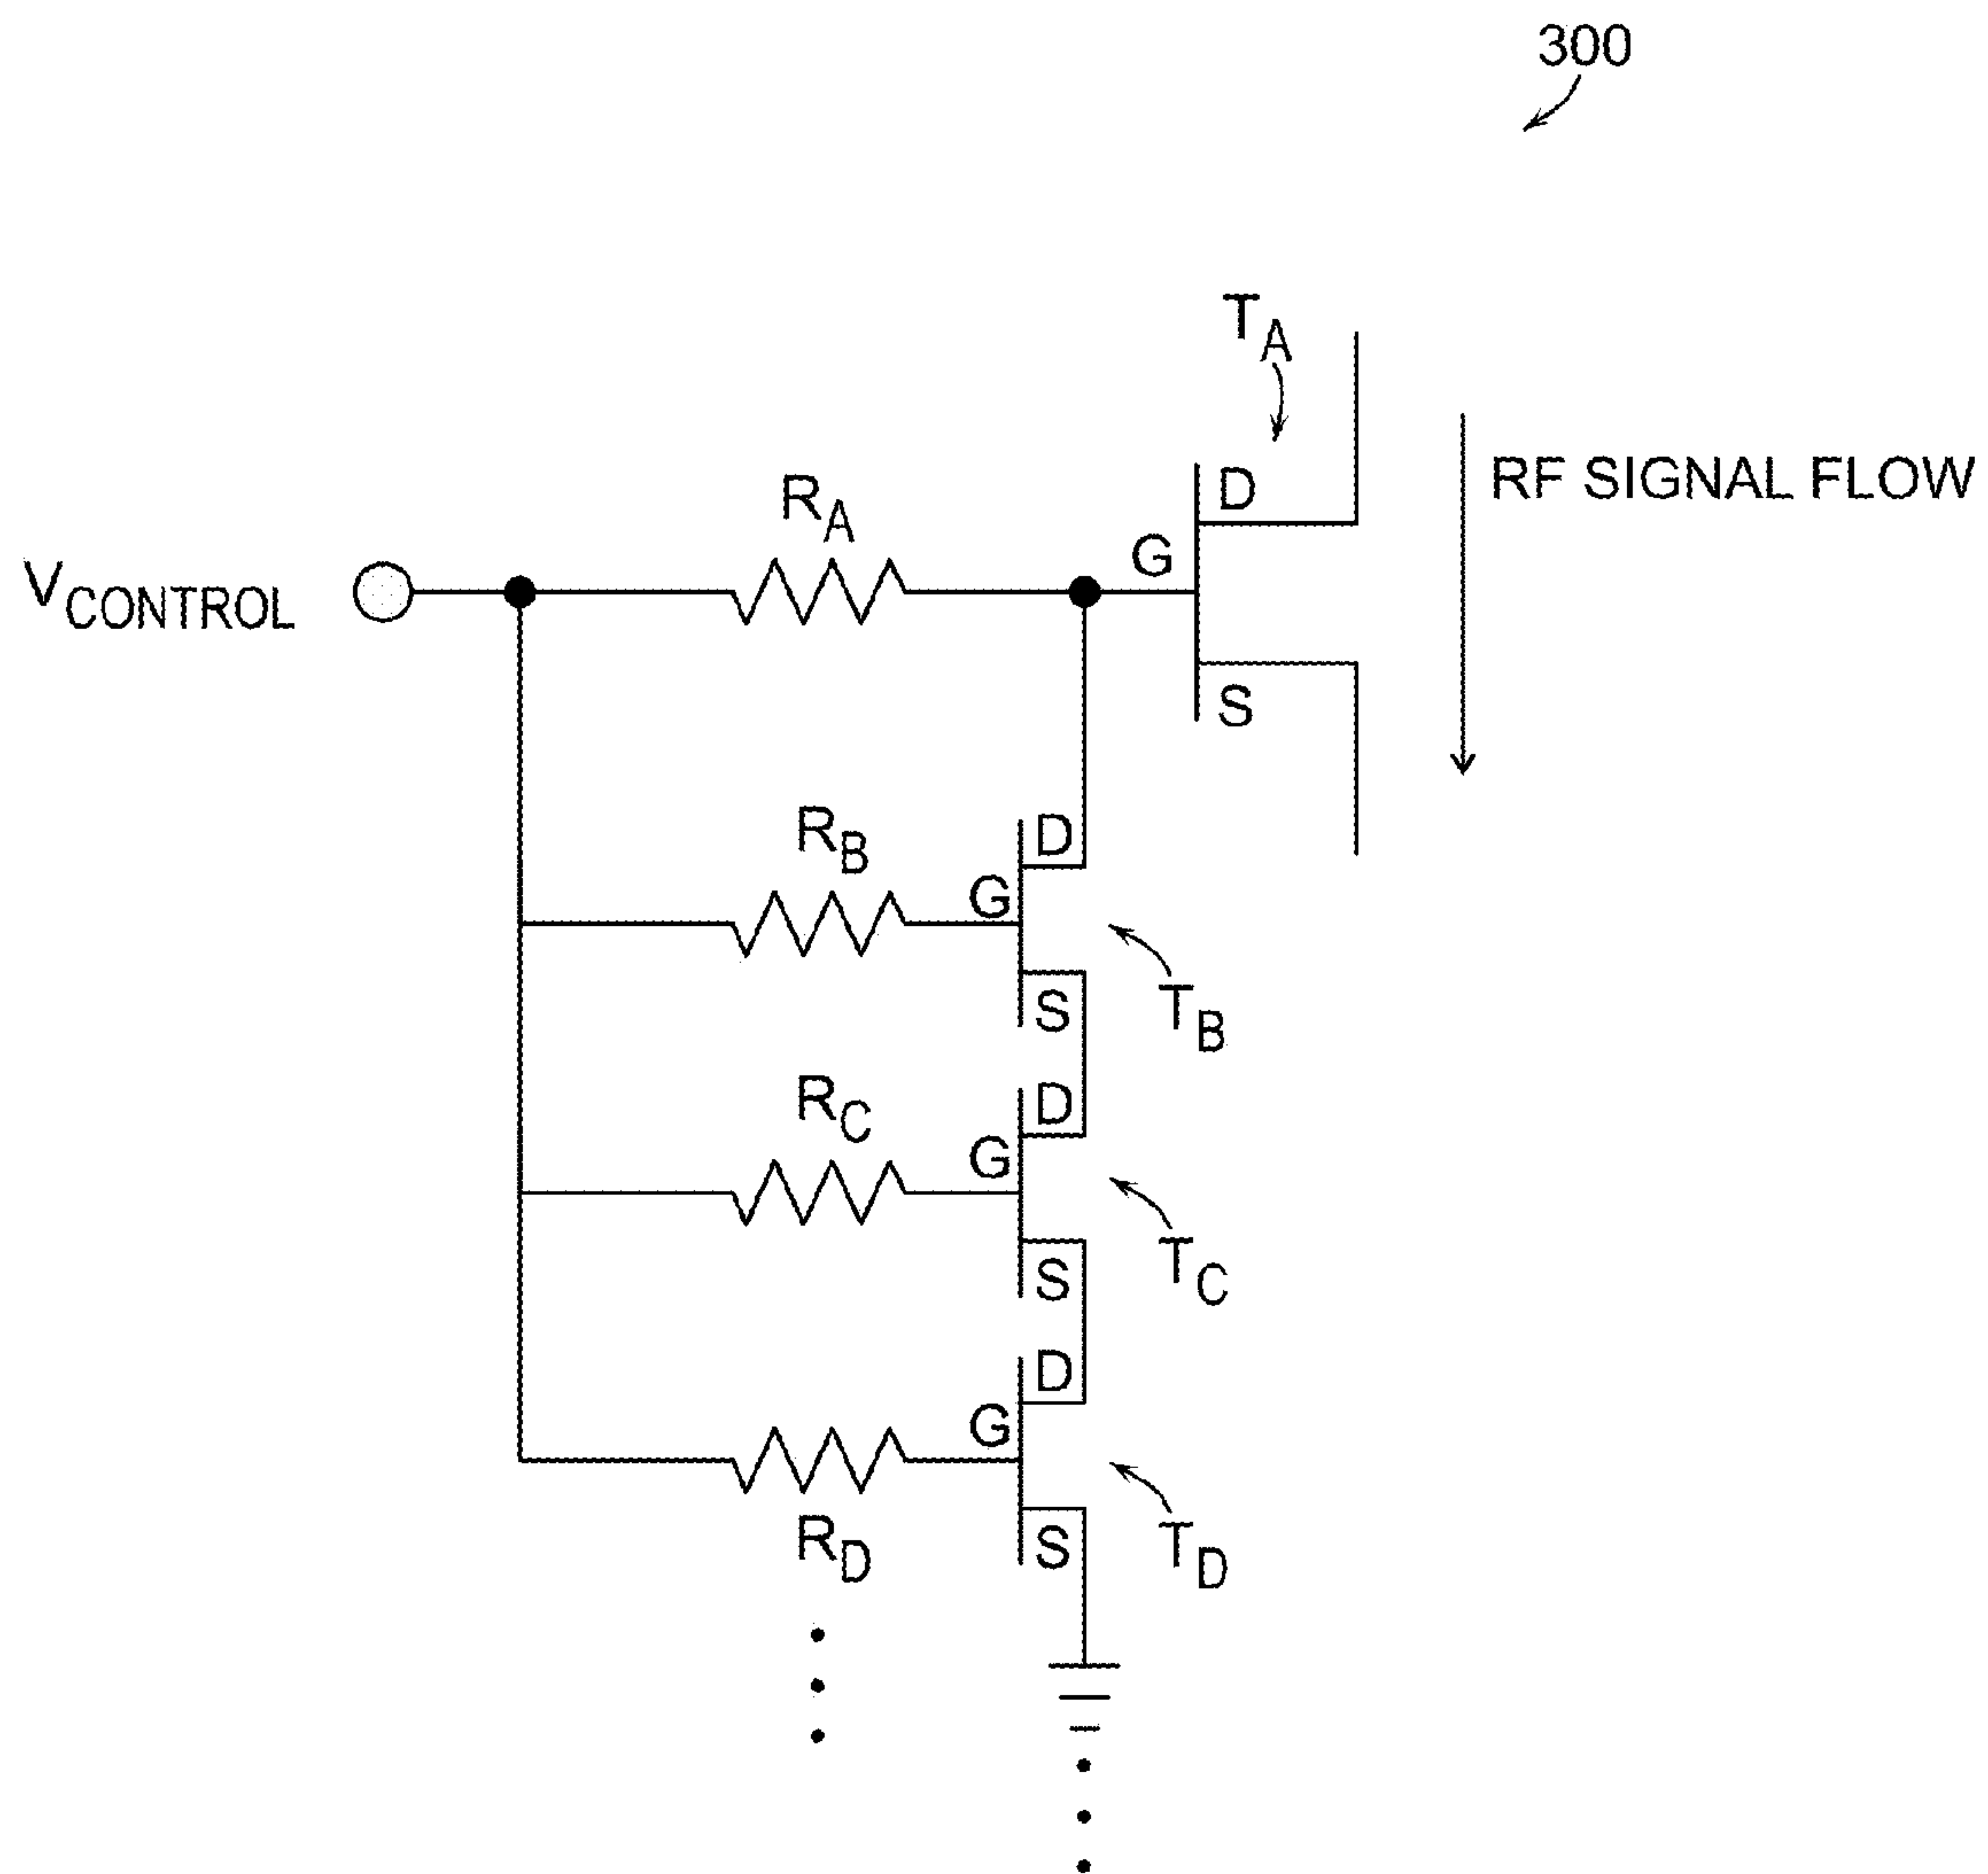 300
TA
D
RF SIGNAL FLOW
RA
G
VCONTROL
S
RB
D
G
S
TB
RC
D
G
S
TC
D
G
S
RD
TD